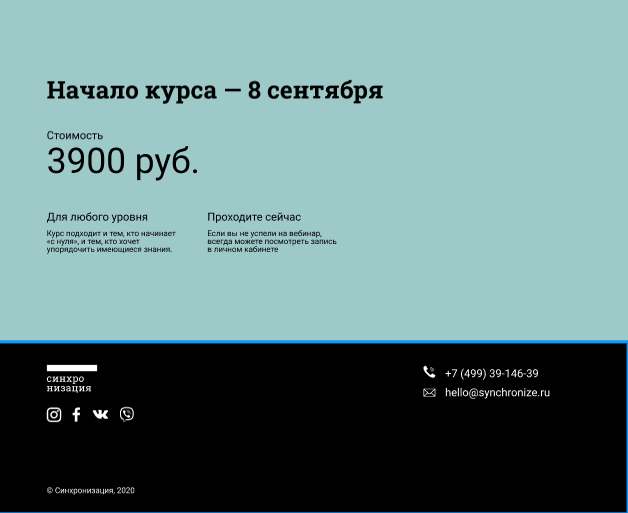 Начало курса — 8 сентября
Стоимость
3900 руб.
Для любого уровня
Курс подходит и тем, кто начинает
«с нуля», и тем, кто хочет
упорядочить имеющиеся знания.
Проходите сейчас
Если вы не успели на вебинар,
всегда можете посмотреть запись
в личном кабинете
синхро
низация
+7 (499) 39-146-39
hello@synchronize.ru
© Синхронизация, 2020